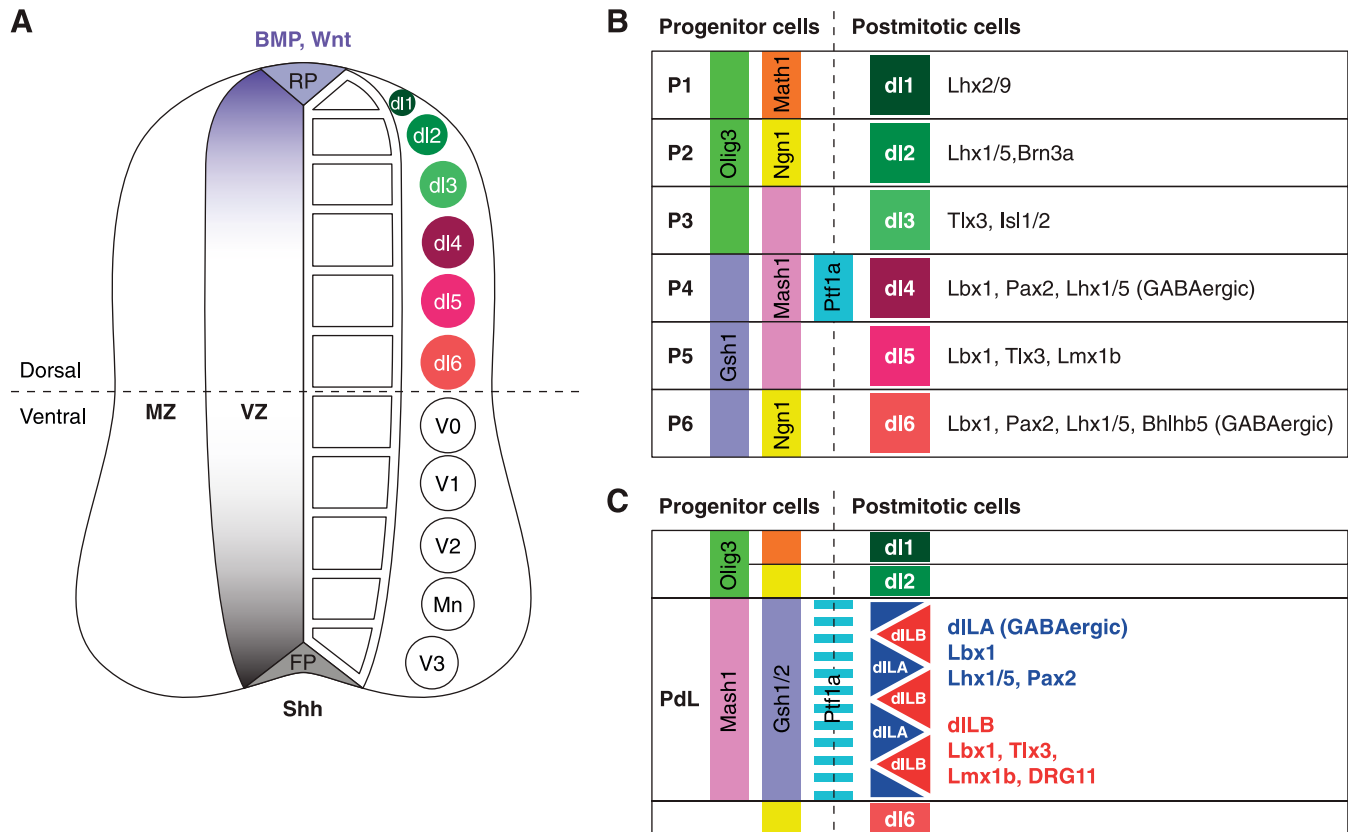 A
BMP, Wnt
RP
dI1
dI2
dI3
dI4
dI5
dI6
Dorsal
Ventral
MZ
VZ
V0
V1
V2
Mn
V3
FP
Shh
B
Progenitor cells
Postmitotic cells
P1
Math1
dI1
Lhx2/9
P2
Olig3
Ngn1
dI2
Lhx1/5,Brn3a
P3
dI3
Tlx3, Isl1/2
P4
Mash1
Ptf1a
dI4
Lbx1, Pax2, Lhx1/5 (GABAergic)
P5
Gsh1
dI5
Lbx1, Tlx3, Lmx1b
P6
Ngn1
dI6
Lbx1, Pax2, Lhx1/5, Bhlhb5 (GABAergic)
C
Progenitor cells
Postmitotic cells
Olig3
dI1
dI2
PdL
Mash1
Gsh1/2
Ptf1a
dILB
dILA
dILB
dILA
dILB
dILA (GABAergic)
Lbx1
Lhx1/5, Pax2
dILB
Lbx1, Tlx3,
Lmx1b, DRG11
dI6